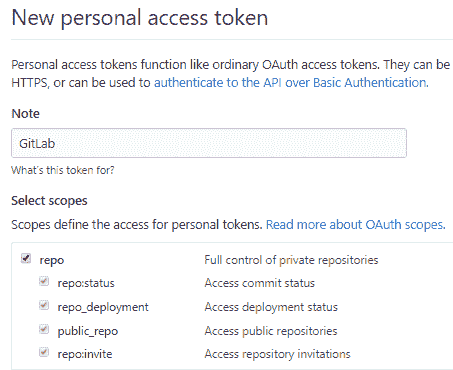 New personal access token
Personal access tokens function like ordinary OAuth access tokens. They can be
HTTPS, or can be used to authenticate to the API over Basic Authentication.
Note
GitLab
What's this token for?
Select scopes
Scopes define the access for personal tokens. Read more about OAuth scopes.
repo Full control of private repositories
repo:status Access commit status
repo_deployment Access deployment status
public_repo Access public repositories
repo:invite Access repository invitations